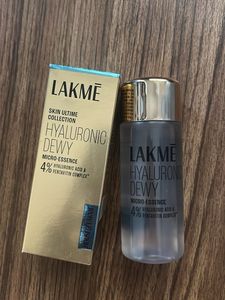 LAKMĒ
SKIN ULTIME
COLLECTION
HYALURONIC
DEWY
MICRO-ESSENCE
4% HYALURONIC ACID &
PENTAVITIN COMPLEX*
LAKMĒ
HYALURONIC
DEWY
MICRO-ESSENCE
4% HYALURONIC ACID &
PENTAVITIN COMPLEX*